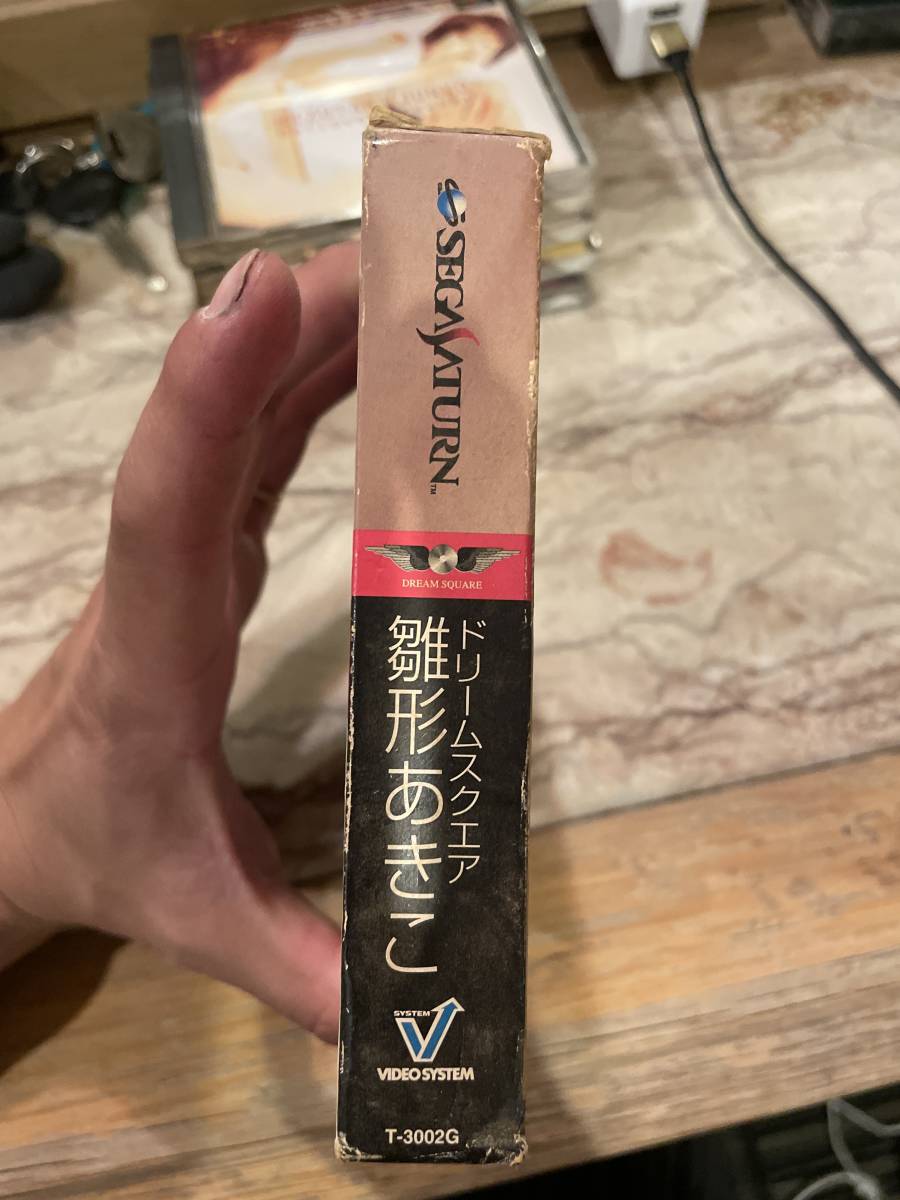 SEGA SATURN™
DREAM SQUARE
ドリームスクエア
雛形あきこ
SYSTEM
VIDEO SYSTEM
T-3002G